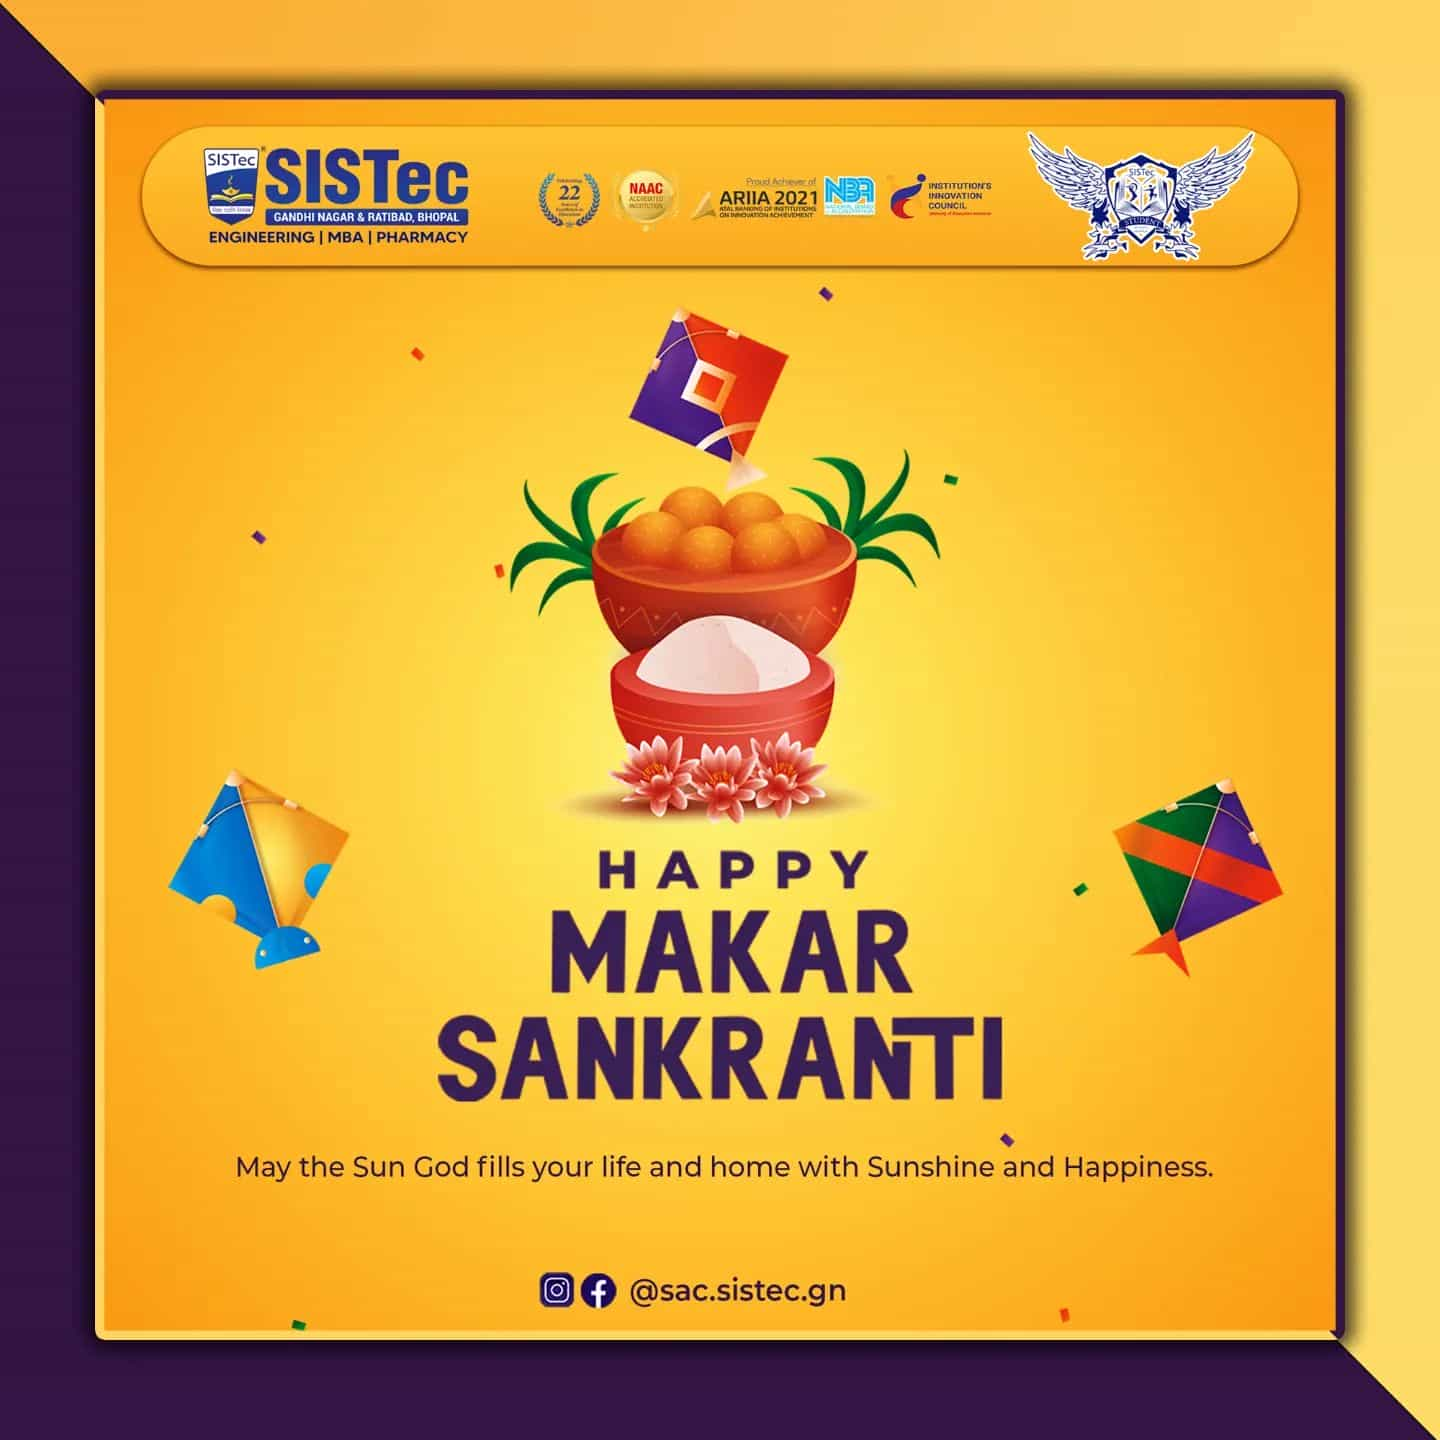 SISTec
SISTec
GANDHI NAGAR & RATIBAD, BHOPAL
ENGINEERING | MBA | PHARMACY
22
NAAC
ACCREDITED
INSTITUTION
Proud Achiever of
ARIIA 2021
ATAL RANKING OF INSTITUTIONS
ON INNOVATION ACHIEVEMENT
NBA
INSTITUTION'S
INNOVATION
COUNCIL
SISTec
STUDENT
HAPPY
MAKAR
SANKRANTI
May the Sun God fills your life and home with Sunshine and Happiness.
@sac.sistec.gn